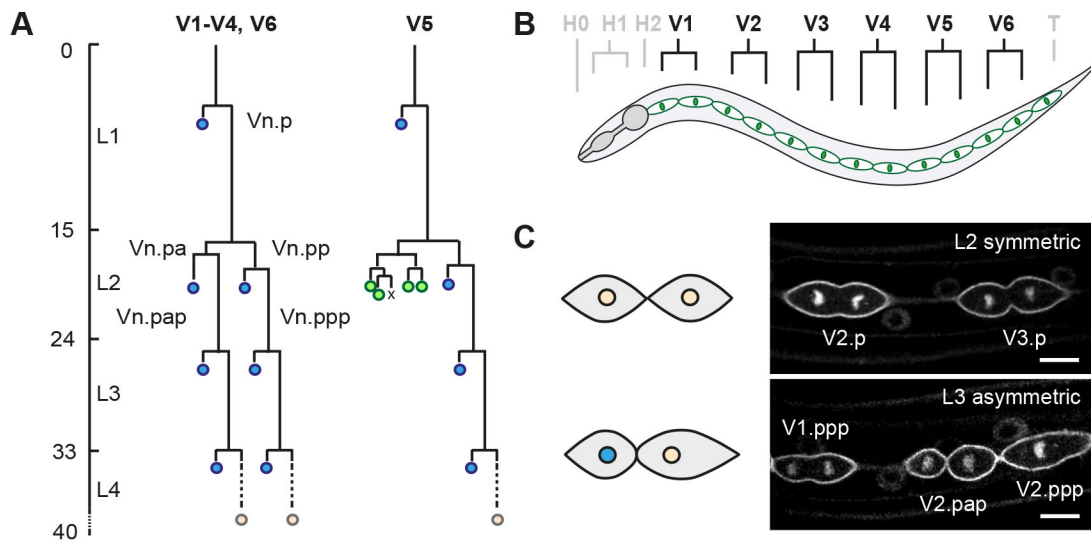 A
V1-V4, V6
V5
0
L1
Vn.p
15
Vn.pa
Vn.pp
L2
x
Vn.pap
Vn.ppp
24
L3
33
L4
40
B
H0 H1 H2 V1 V2 V3 V4 V5 V6 T
C
L2 symmetric
V2.p
V3.p
L3 asymmetric
V1.ppp
V2.pap
V2.ppp